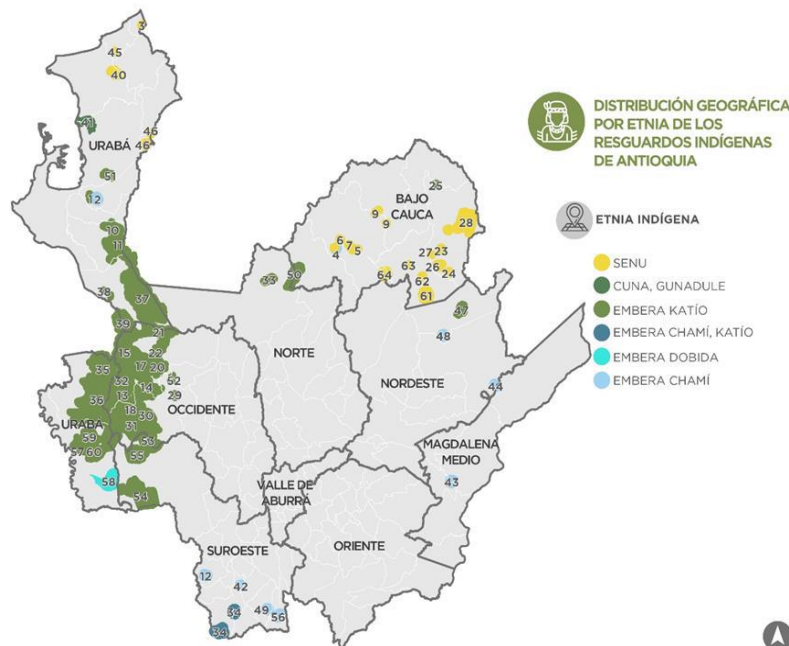 DISTRIBUCIÓN GEOGRÁFICA
POR ETNIA DE LOS
RESGUARDOS INDÍGENAS
DE ANTIOQUIA
ETNIA INDÍGENA
SENU
CUNA, GUNADULE
EMBERA KATÍO
EMBERA CHAMÍ, KATÍO
EMBERA DOBIDA
EMBERA CHAMÍ
3
45
40
41
46
URABÁ
46
51
12
10
11
38
37
39
21
15
22
35
17
20
32
52
14
36
13
29
OCCIDENTE
18
30
URABÁ
31
59
53
57
60
55
58
54
BAJO
CAUCA
25
9
9
28
6
7
4
5
27
23
63
26
64
24
62
61
33
50
47
48
NORTE
NORDESTE
44
MAGDALENA
MEDIO
43
VALLE DE
ABURRÁ
ORIENTE
SUROESTE
12
42
34
49
56
34